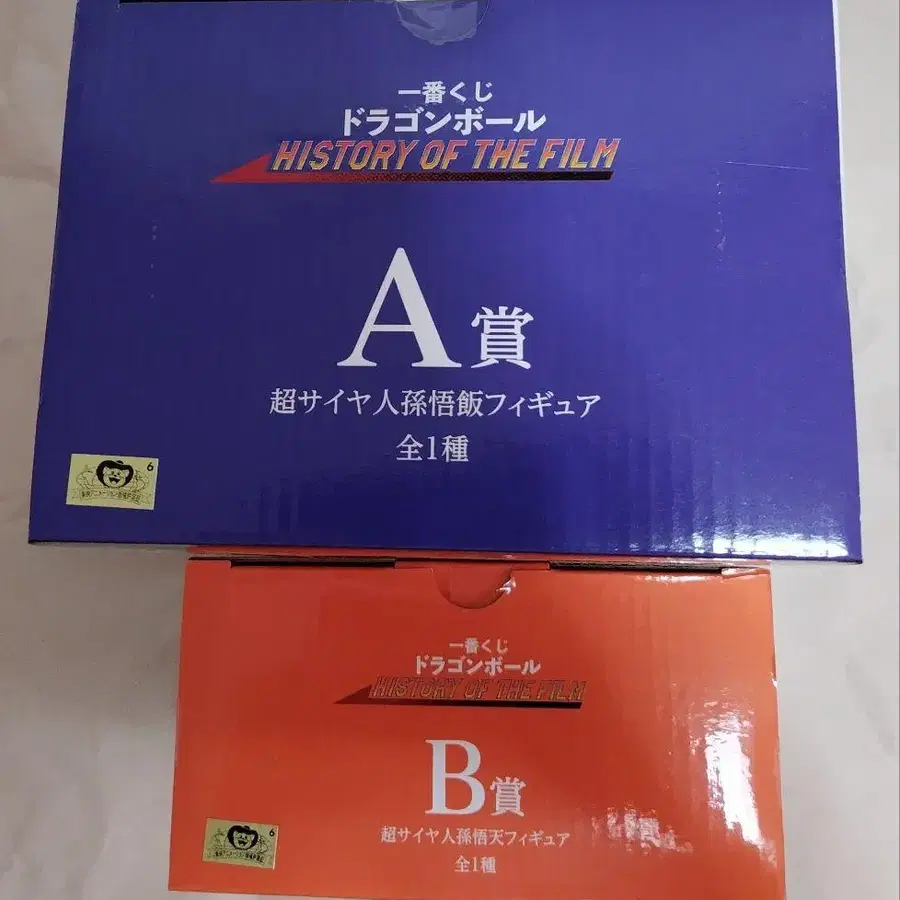 一番くじ
ドラゴンボール
HISTORY OF THE FILM
A賞
超サイヤ人孫悟飯フィギュア
全1種
6
一番くじ
ドラゴンボール
HISTORY OF THE FILM
B賞
超サイヤ人孫悟天フィギュア
全1種
6